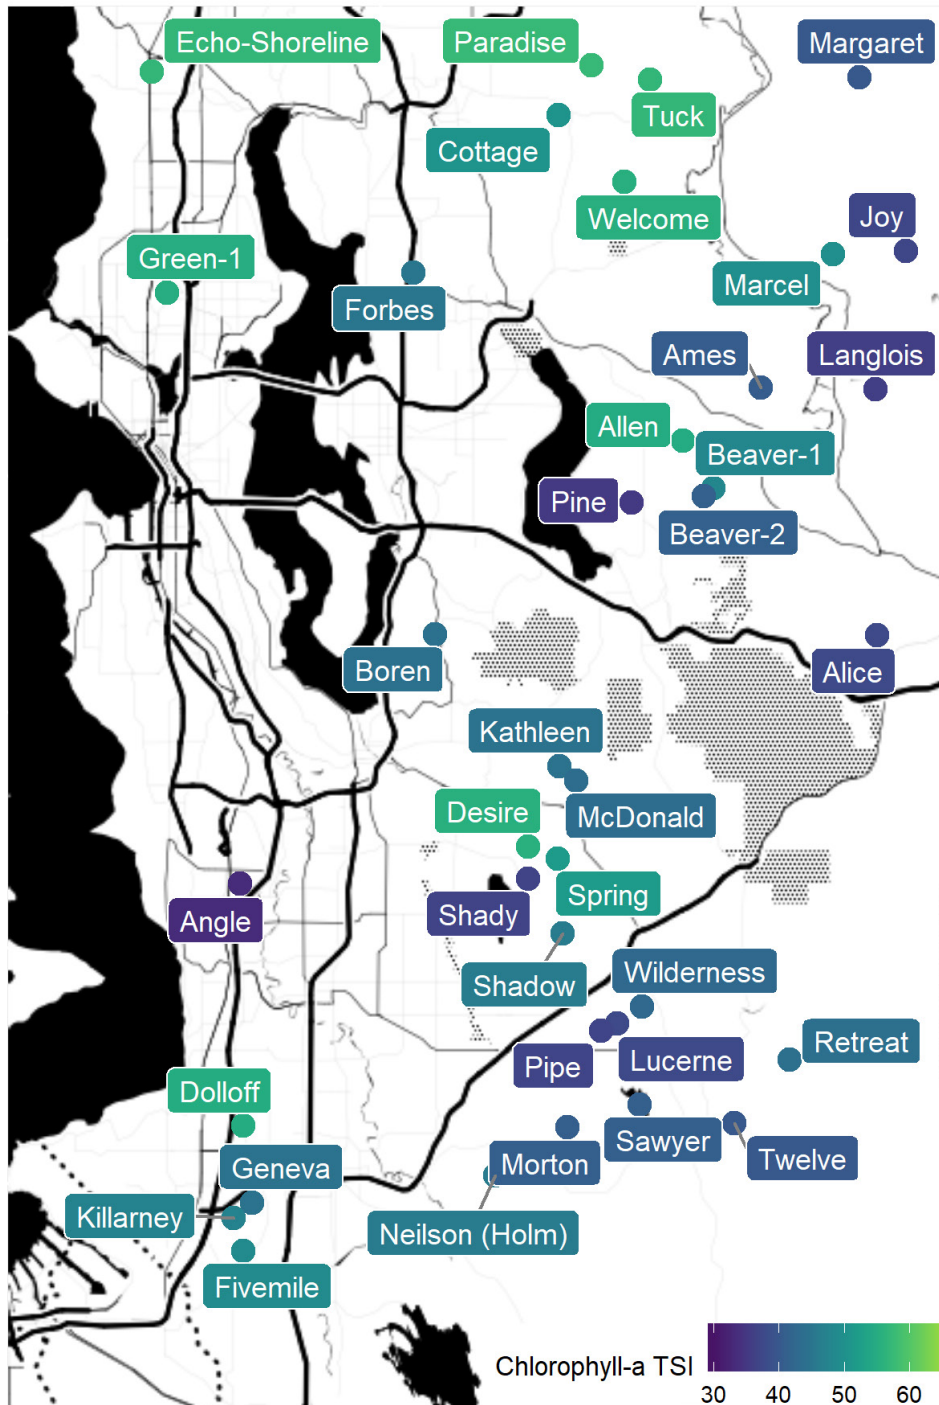 Echo-Shoreline
Paradise
Margaret
Tuck
Cottage
Welcome
Joy
Green-1
Marcel
Forbes
Ames
Langlois
Allen
Beaver-1
Pine
Beaver-2
Boren
Alice
Kathleen
McDonald
Desire
Spring
Shady
Angle
Shadow
Wilderness
Retreat
Pipe
Lucerne
Dolloff
Sawyer
Twelve
Morton
Geneva
Killarney
Neilson (Holm)
Fivemile
Chlorophyll-a TSI
30 40 50 60